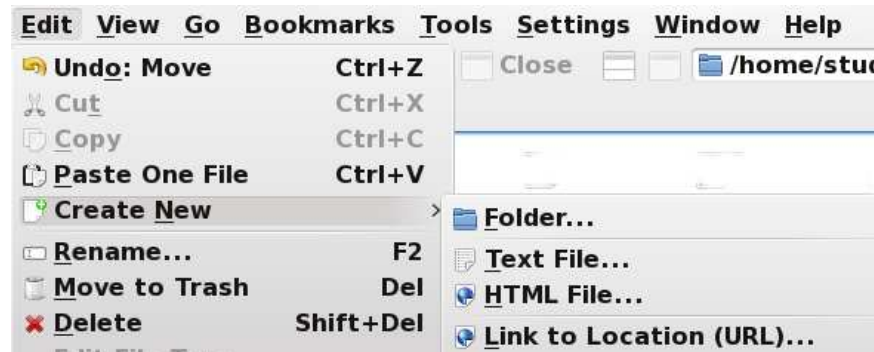 Edit View Go Bookmarks Tools Settings Window Help
Undo: Move Ctrl+Z
Close /home/stud
Cut Ctrl+X
Copy Ctrl+C
Paste One File Ctrl+V
Create New >
Folder...
Rename... F2
Text File...
Move to Trash Del
HTML File...
Delete Shift+Del
Link to Location (URL)...